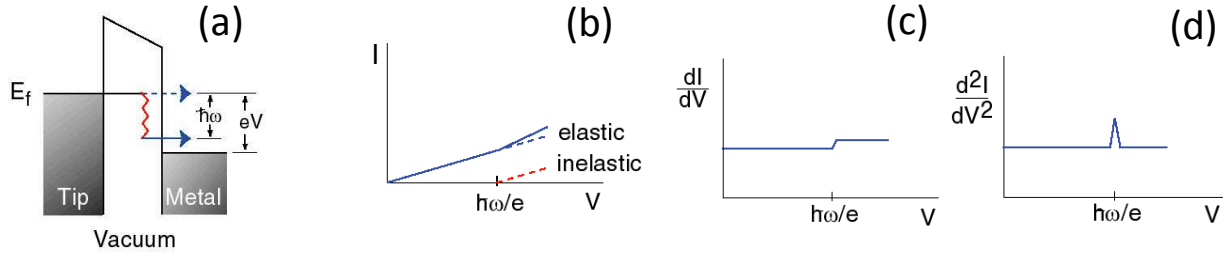 (a)
E_f
ħω
eV
Tip
Metal
Vacuum
(b)
I
elastic
inelastic
ħω/e
V
(c)
dI
dV
ħω/e
V
(d)
d²I
dV²
ħω/e
V